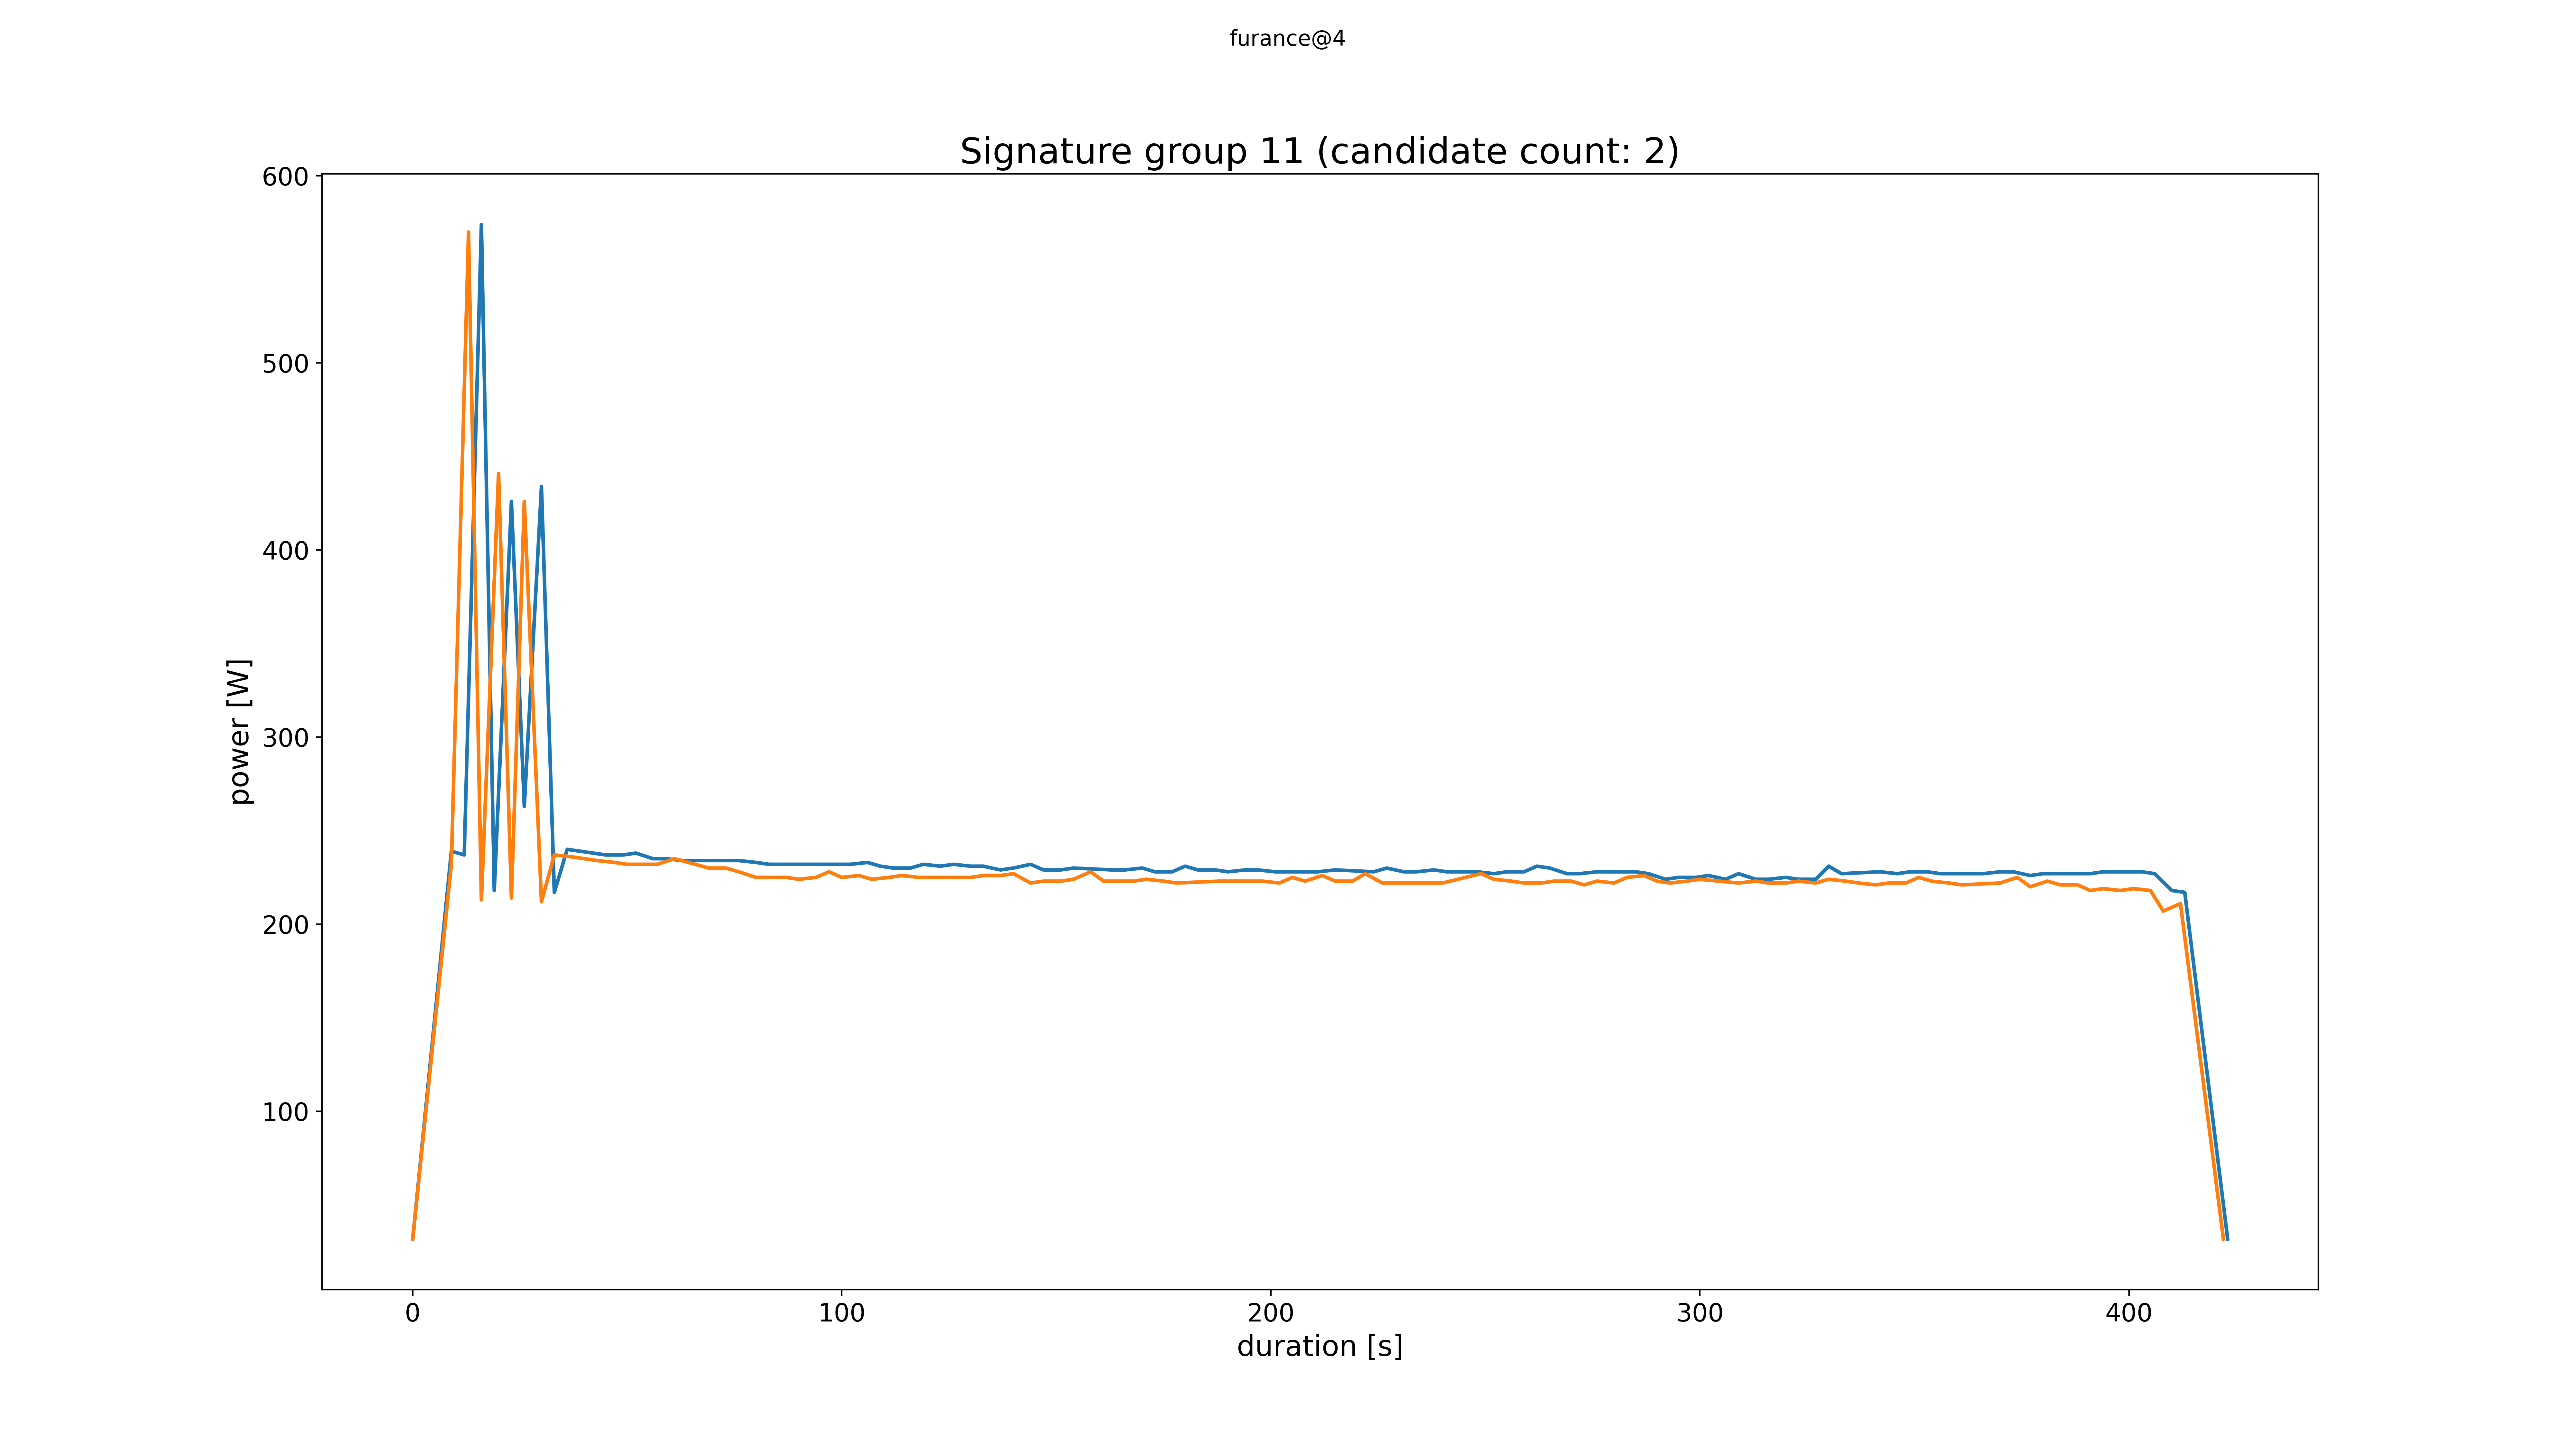 furance@4
Signature group 11 (candidate count: 2)
600
500
400
300
200
100
power [W]
0 100 200 300 400
duration [s]